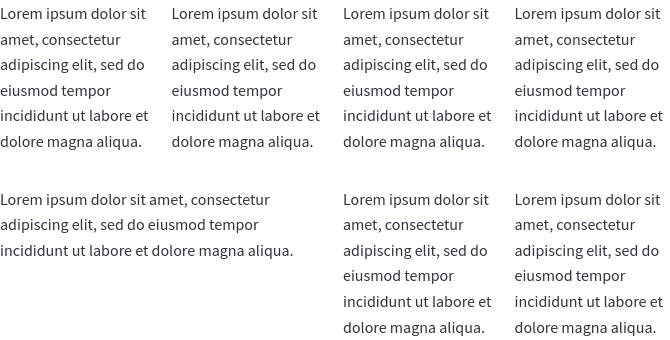 Lorem ipsum dolor sit
amet, consectetur
adipiscing elit, sed do
eiusmod tempor
incididunt ut labore et
dolore magna aliqua.
Lorem ipsum dolor sit
amet, consectetur
adipiscing elit, sed do
eiusmod tempor
incididunt ut labore et
dolore magna aliqua.
Lorem ipsum dolor sit
amet, consectetur
adipiscing elit, sed do
eiusmod tempor
incididunt ut labore et
dolore magna aliqua.
Lorem ipsum dolor sit
amet, consectetur
adipiscing elit, sed do
eiusmod tempor
incididunt ut labore et
dolore magna aliqua.
Lorem ipsum dolor sit amet, consectetur
adipiscing elit, sed do eiusmod tempor
incididunt ut labore et dolore magna aliqua.
Lorem ipsum dolor sit
amet, consectetur
adipiscing elit, sed do
eiusmod tempor
incididunt ut labore et
dolore magna aliqua.
Lorem ipsum dolor sit
amet, consectetur
adipiscing elit, sed do
eiusmod tempor
incididunt ut labore et
dolore magna aliqua.